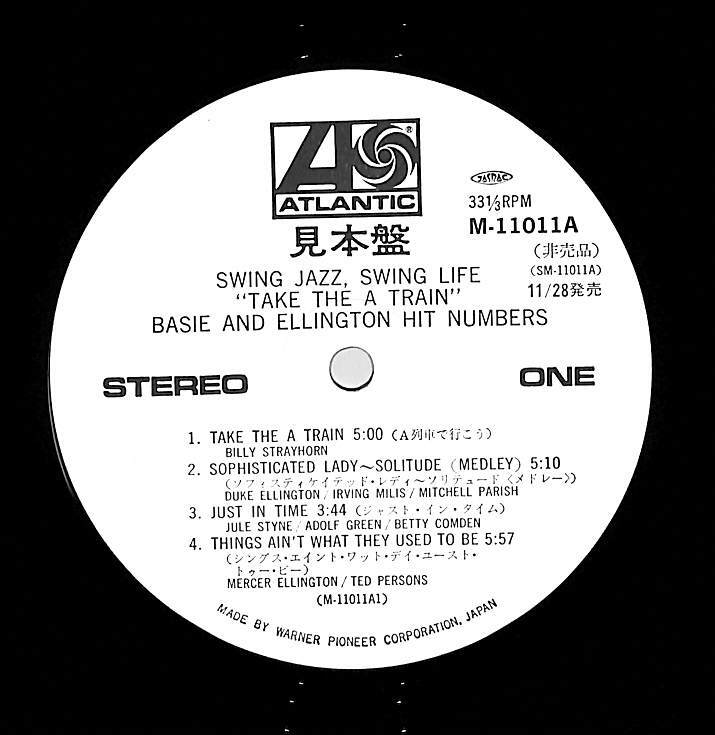 ATLANTIC
®
見本盤
JASRAC
33 1/3 RPM
M-11011A
(非売品)
(SM-11011A)
11/28発売
SWING JAZZ, SWING LIFE
"TAKE THE A TRAIN"
BASIE AND ELLINGTON HIT NUMBERS
STEREO
ONE
1. TAKE THE A TRAIN 5:00 (A列車で行こう)
BILLY STRAYHORN
2. SOPHISTICATED LADY~SOLITUDE (MEDLEY) 5:10
(ソフィスティケイテッド・レディ~ソリテュード〈メドレー〉)
DUKE ELLINGTON/IRVING MILIS/MITCHELL PARISH
3. JUST IN TIME 3:44 (ジャスト・イン・タイム)
JULE STYNE/ADOLF GREEN/BETTY COMDEN
4. THINGS AIN'T WHAT THEY USED TO BE 5:57
(シングス・エイント・ワット・デイ・ユースト・
トゥー・ビー)
MERCER ELLINGTON/TED PERSONS
(M-11011A1)
MADE BY WARNER PIONEER CORPORATION, JAPAN